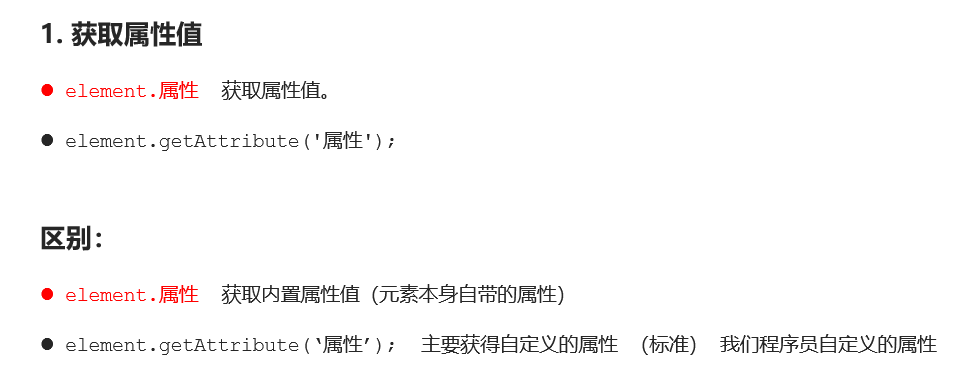 1. 获取属性值
● element.属性 获取属性值。
● element.getAttribute('属性');
区别：
● element.属性 获取内置属性值（元素本身自带的属性）
● element.getAttribute(‘属性’); 主要获得自定义的属性 （标准） 我们程序员自定义的属性